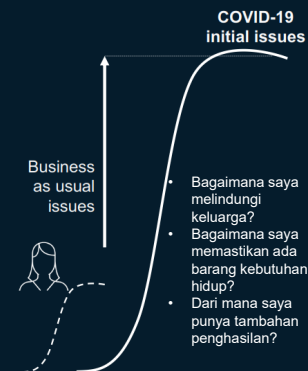 COVID-19
initial issues
Business
as usual
issues
• Bagaimana saya
melindungi
keluarga?
• Bagaimana saya
memastikan ada
barang kebutuhan
hidup?
• Dari mana saya
punya tambahan
penghasilan?